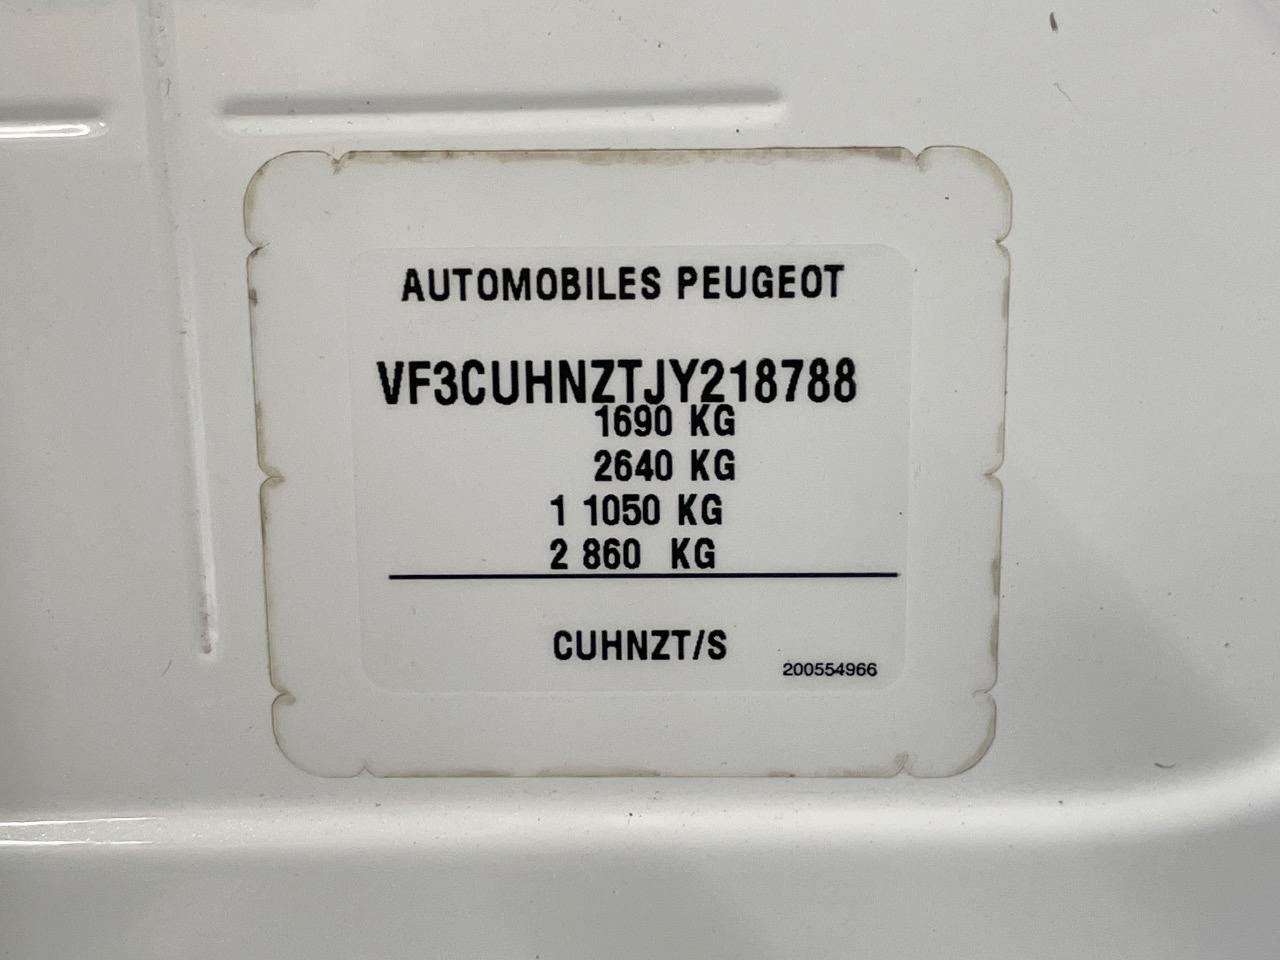 AUTOMOBILES PEUGEOT
VF3CUHNZTJY218788
1690 KG
2640 KG
1 1050 KG
2 860 KG
CUHNZT/S
200554966